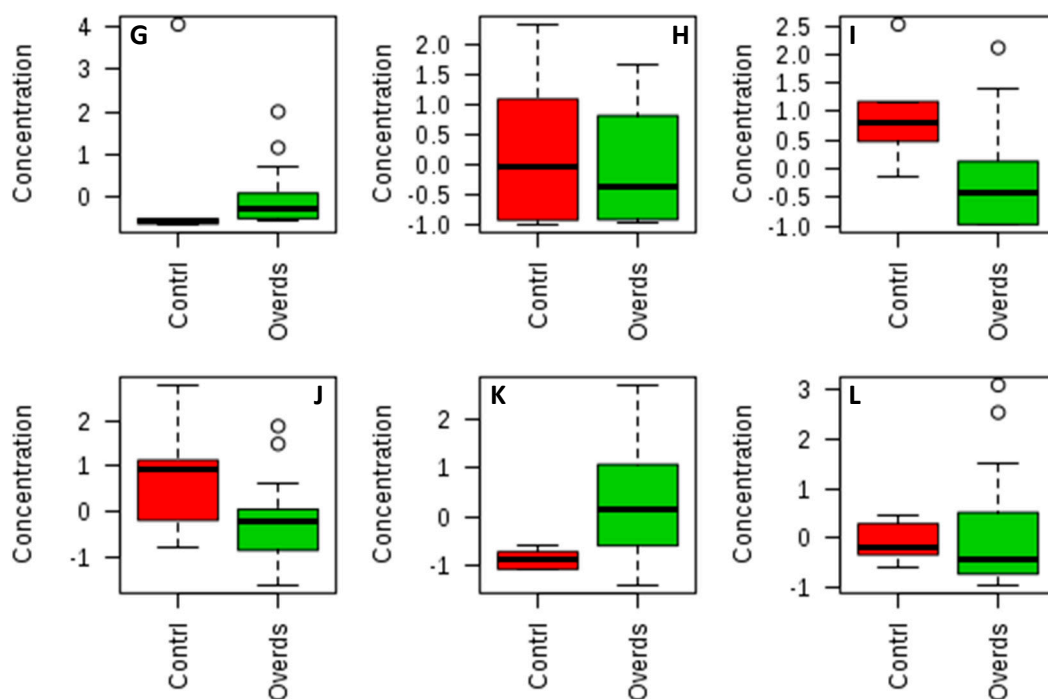 G
Concentration
4
3
2
1
0
Contrl
Overds
H
Concentration
2.0
1.5
1.0
0.5
0.0
-0.5
-1.0
Contrl
Overds
I
Concentration
2.5
2.0
1.5
1.0
0.5
0.0
-0.5
-1.0
Contrl
Overds
J
Concentration
2
1
0
-1
Contrl
Overds
K
Concentration
2
1
0
-1
Contrl
Overds
L
Concentration
3
2
1
0
-1
Contrl
Overds